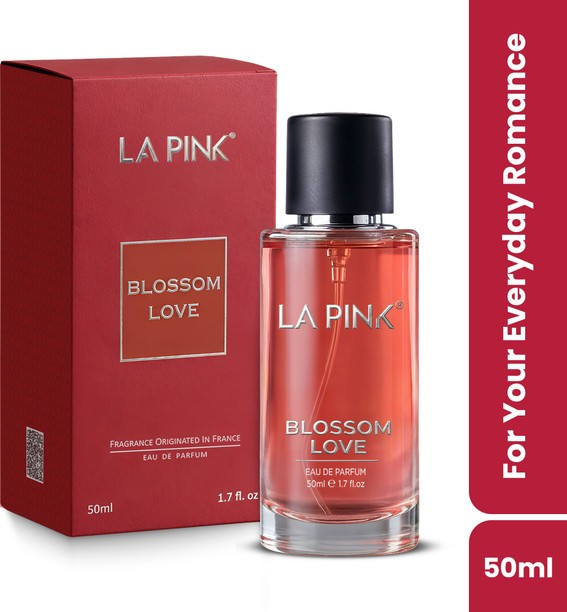 LA PINK®
BLOSSOM
LOVE
FRAGRANCE ORIGINATED IN FRANCE
EAU DE PARFUM
50ml
1.7 fl. oz
LA PINK®
BLOSSOM
LOVE
EAU DE PARFUM
50ml ℮ 1.7 fl.oz
For Your Everyday Romance
50ml